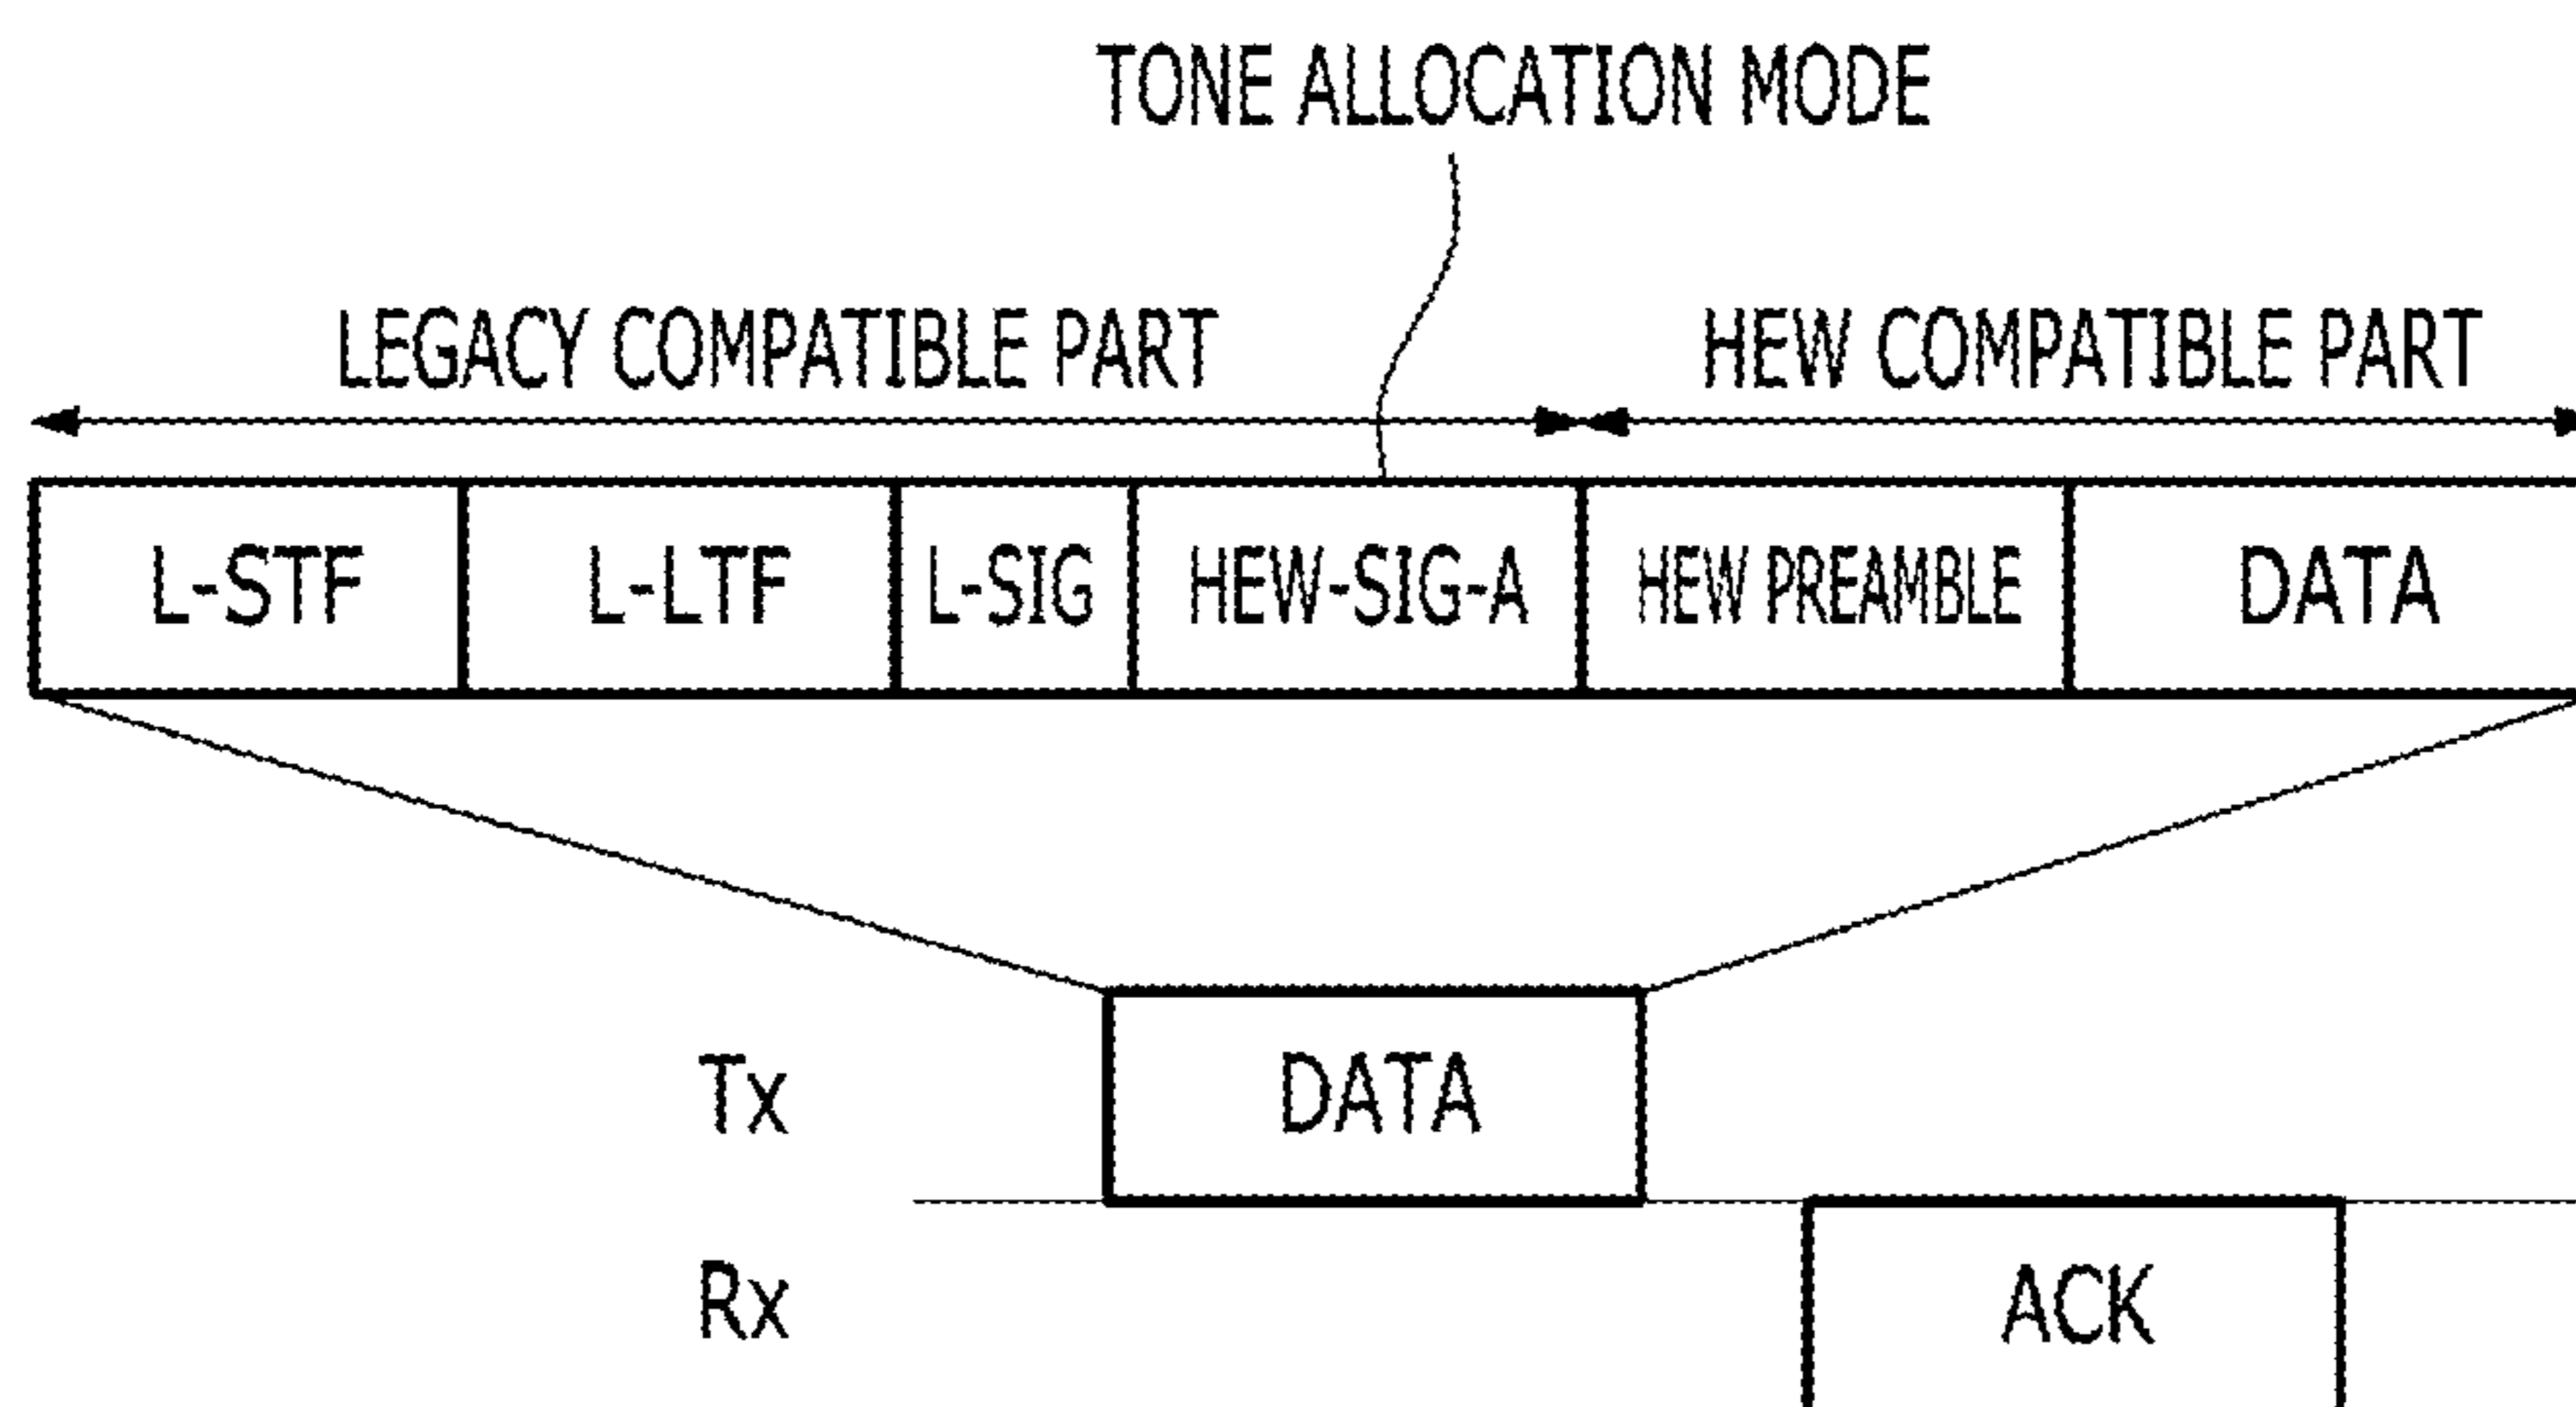 TONE ALLOCATION MODE
LEGACY COMPATIBLE PART HEW COMPATIBLE PART
L-STF L-LTF L-SIG HEW-SIG-A HEW PREAMBLE DATA
Tx DATA
Rx ACK